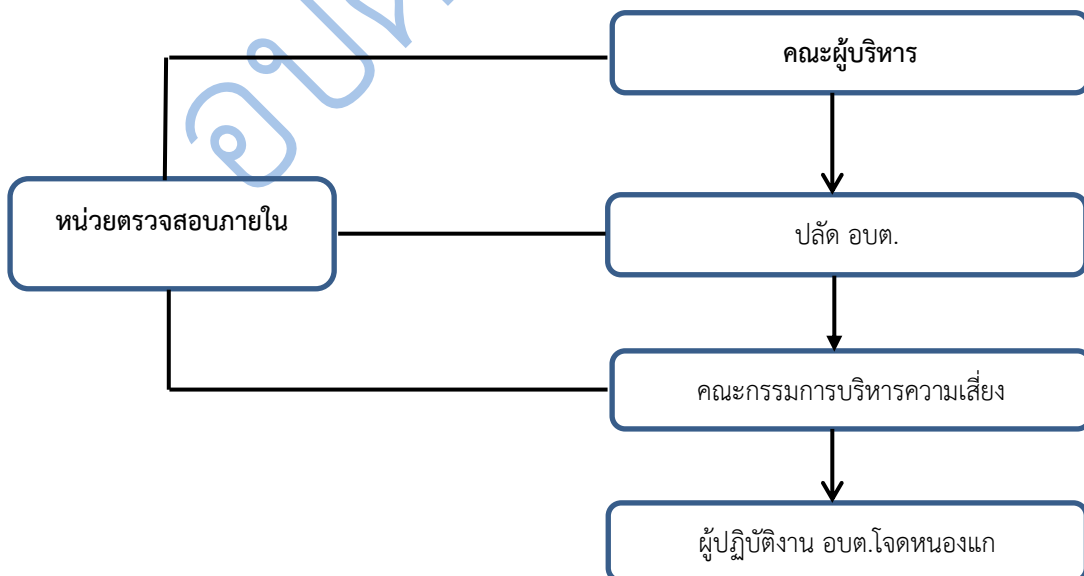 คณะผู้บริหาร
หน่วยตรวจสอบภายใน
ปลัด อบต.
คณะกรรมการบริหารความเสี่ยง
ผู้ปฏิบัติงาน อบต.โจดหนองแก